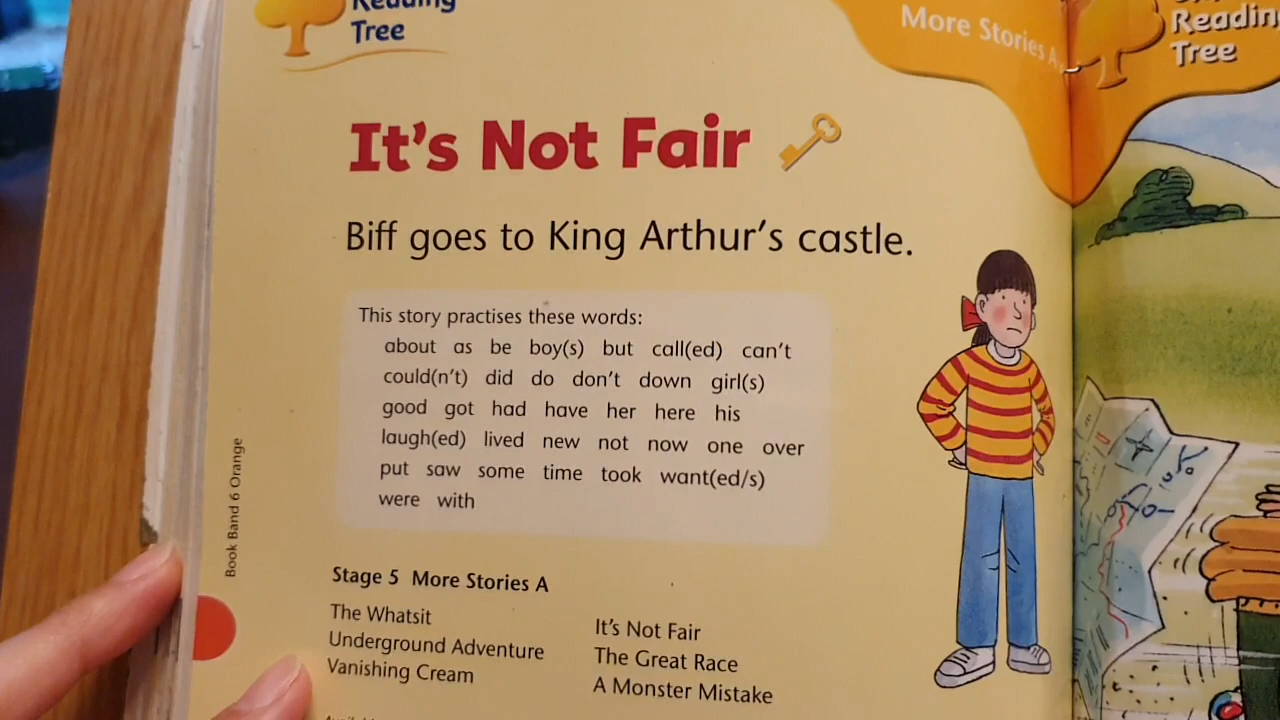 Reading
Tree
More Stories A
Reading
Tree
It's Not Fair
Biff goes to King Arthur's castle.
This story practises these words:
about as be boy(s) but call(ed) can't
could(n't) did do don't down girl(s)
good got had have her here his
laugh(ed) lived new not now one over
put saw some time took want(ed/s)
were with
Book Band 6 Orange
Stage 5 More Stories A
The Whatsit
Underground Adventure
Vanishing Cream
It's Not Fair
The Great Race
A Monster Mistake